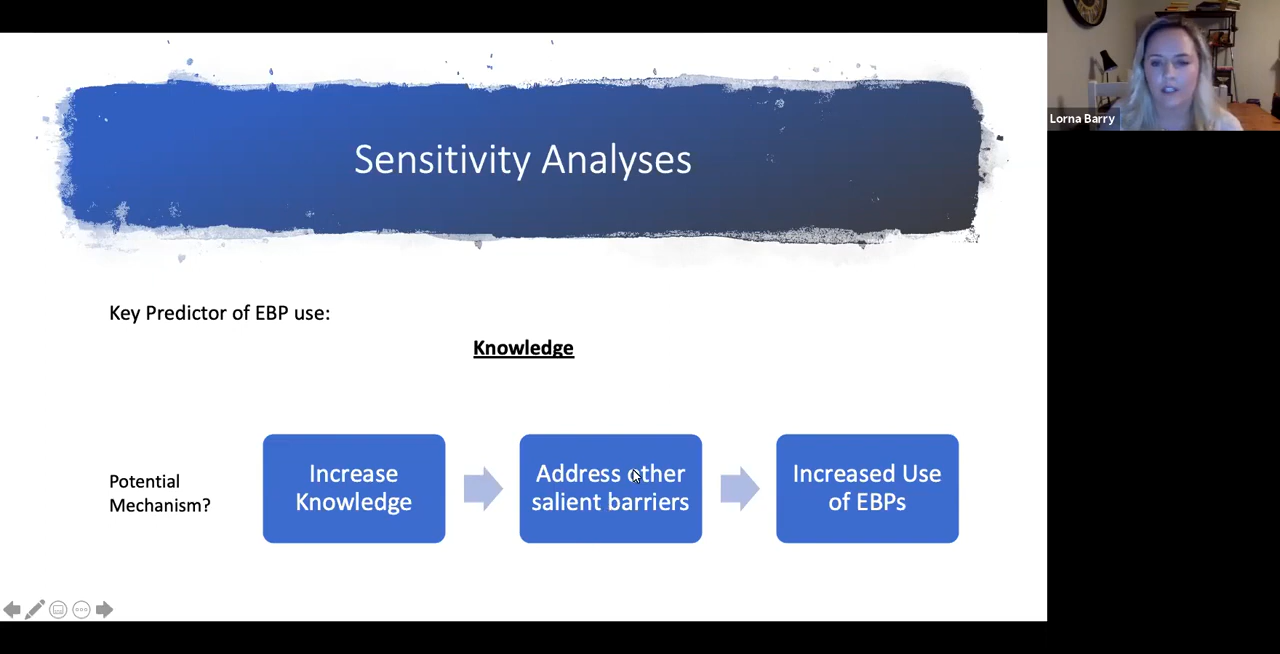 Sensitivity Analyses
Lorna Barry
Key Predictor of EBP use:
Knowledge
Potential
Mechanism?
Increase
Knowledge
Address other
salient barriers
Increased Use
of EBPs